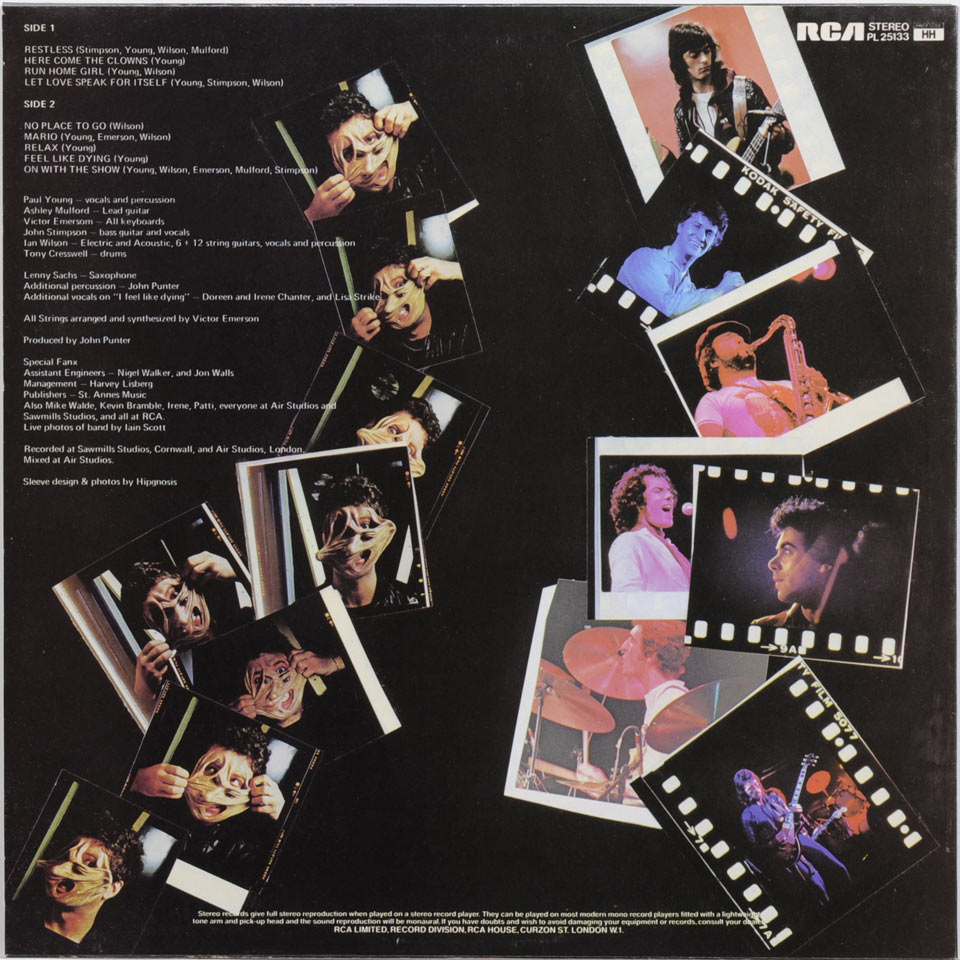 SIDE 1
RESTLESS (Stimpson, Young, Wilson, Mulford)
HERE COME THE CLOWNS (Young)
RUN HOME GIRL (Young, Wilson)
LET LOVE SPEAK FOR ITSELF (Young, Stimpson, Wilson)
SIDE 2
NO PLACE TO GO (Wilson)
MARIO (Young, Emerson, Wilson)
RELAX (Young)
FEEL LIKE DYING (Young)
ON WITH THE SHOW (Young, Wilson, Emerson, Mulford, Stimpson)
Paul Young — vocals and percussion
Ashley Mulford — Lead guitar
Victor Emersom — All keyboards
John Stimpson — bass guitar and vocals
Ian Wilson — Electric and Acoustic, 6 + 12 string guitars, vocals and percussion
Tony Cresswell — drums
Lenny Sachs — Saxophone
Additional percussion — John Punter
Additional vocals on "I feel like dying" — Doreen and Irene Chanter, and Lisa Strike
All Strings arranged and synthesized by Victor Emerson
Produced by John Punter
Special Fanx
Assistant Engineers — Nigel Walker, and Jon Walls
Management — Harvey Lisberg
Publishers — St. Annes Music
Also Mike Walde, Kevin Bramble, Irene, Patti, everyone at Air Studios and
Sawmills Studios, and all at RCA.
Live photos of band by Iain Scott
Recorded at Sawmills Studios, Cornwall, and Air Studios, London.
Mixed at Air Studios.
Sleeve design & photos by Hipgnosis
RCA STEREO
PL 25133
HH
KODAK SAFETY FI
→9A
→10
TY FILM 5077
→7
→7A
Stereo records give full stereo reproduction when played on a stereo record player. They can be played on most modern mono record players fitted with a lightweight
tone arm and pick-up head and the sound reproduction will be monaural. If you have doubts and wish to avoid damaging your equipment or records, consult your dealer.
RCA LIMITED, RECORD DIVISION, RCA HOUSE, CURZON ST. LONDON W.1.